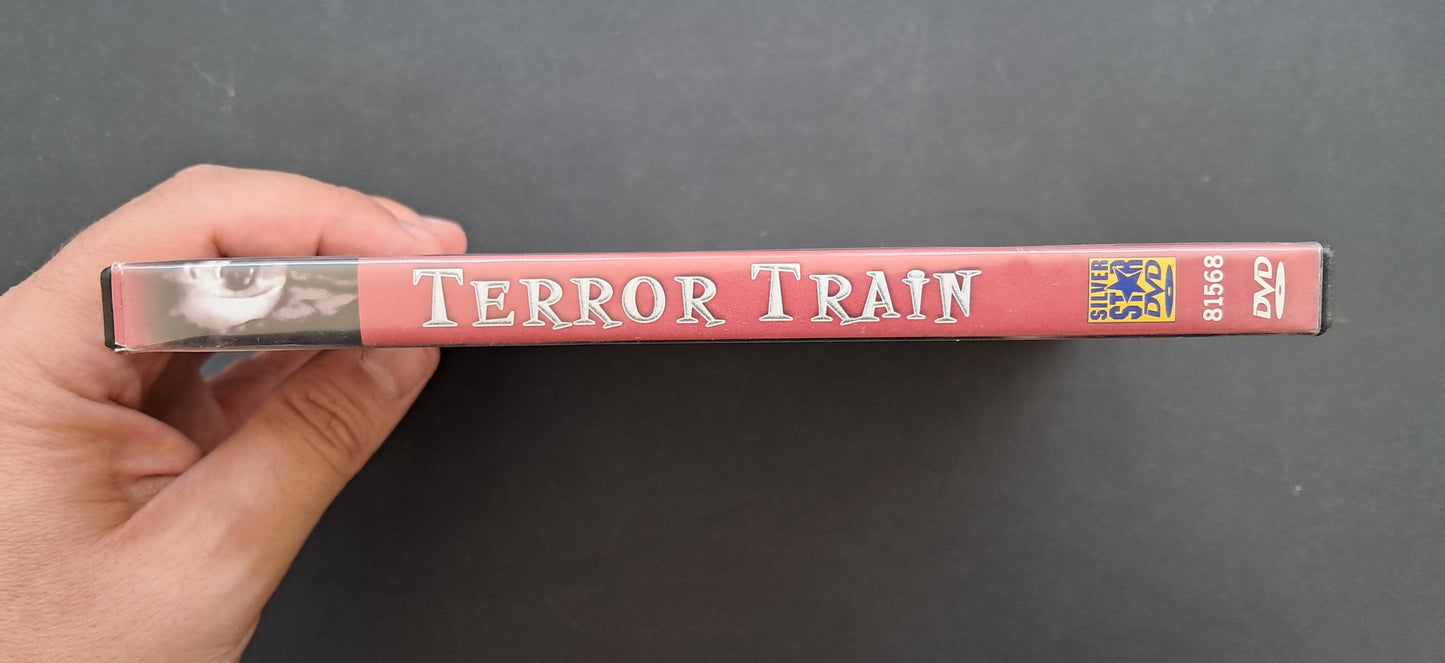 TERROR TRAIN
SILVER
STAR
DVD
81568
DVD